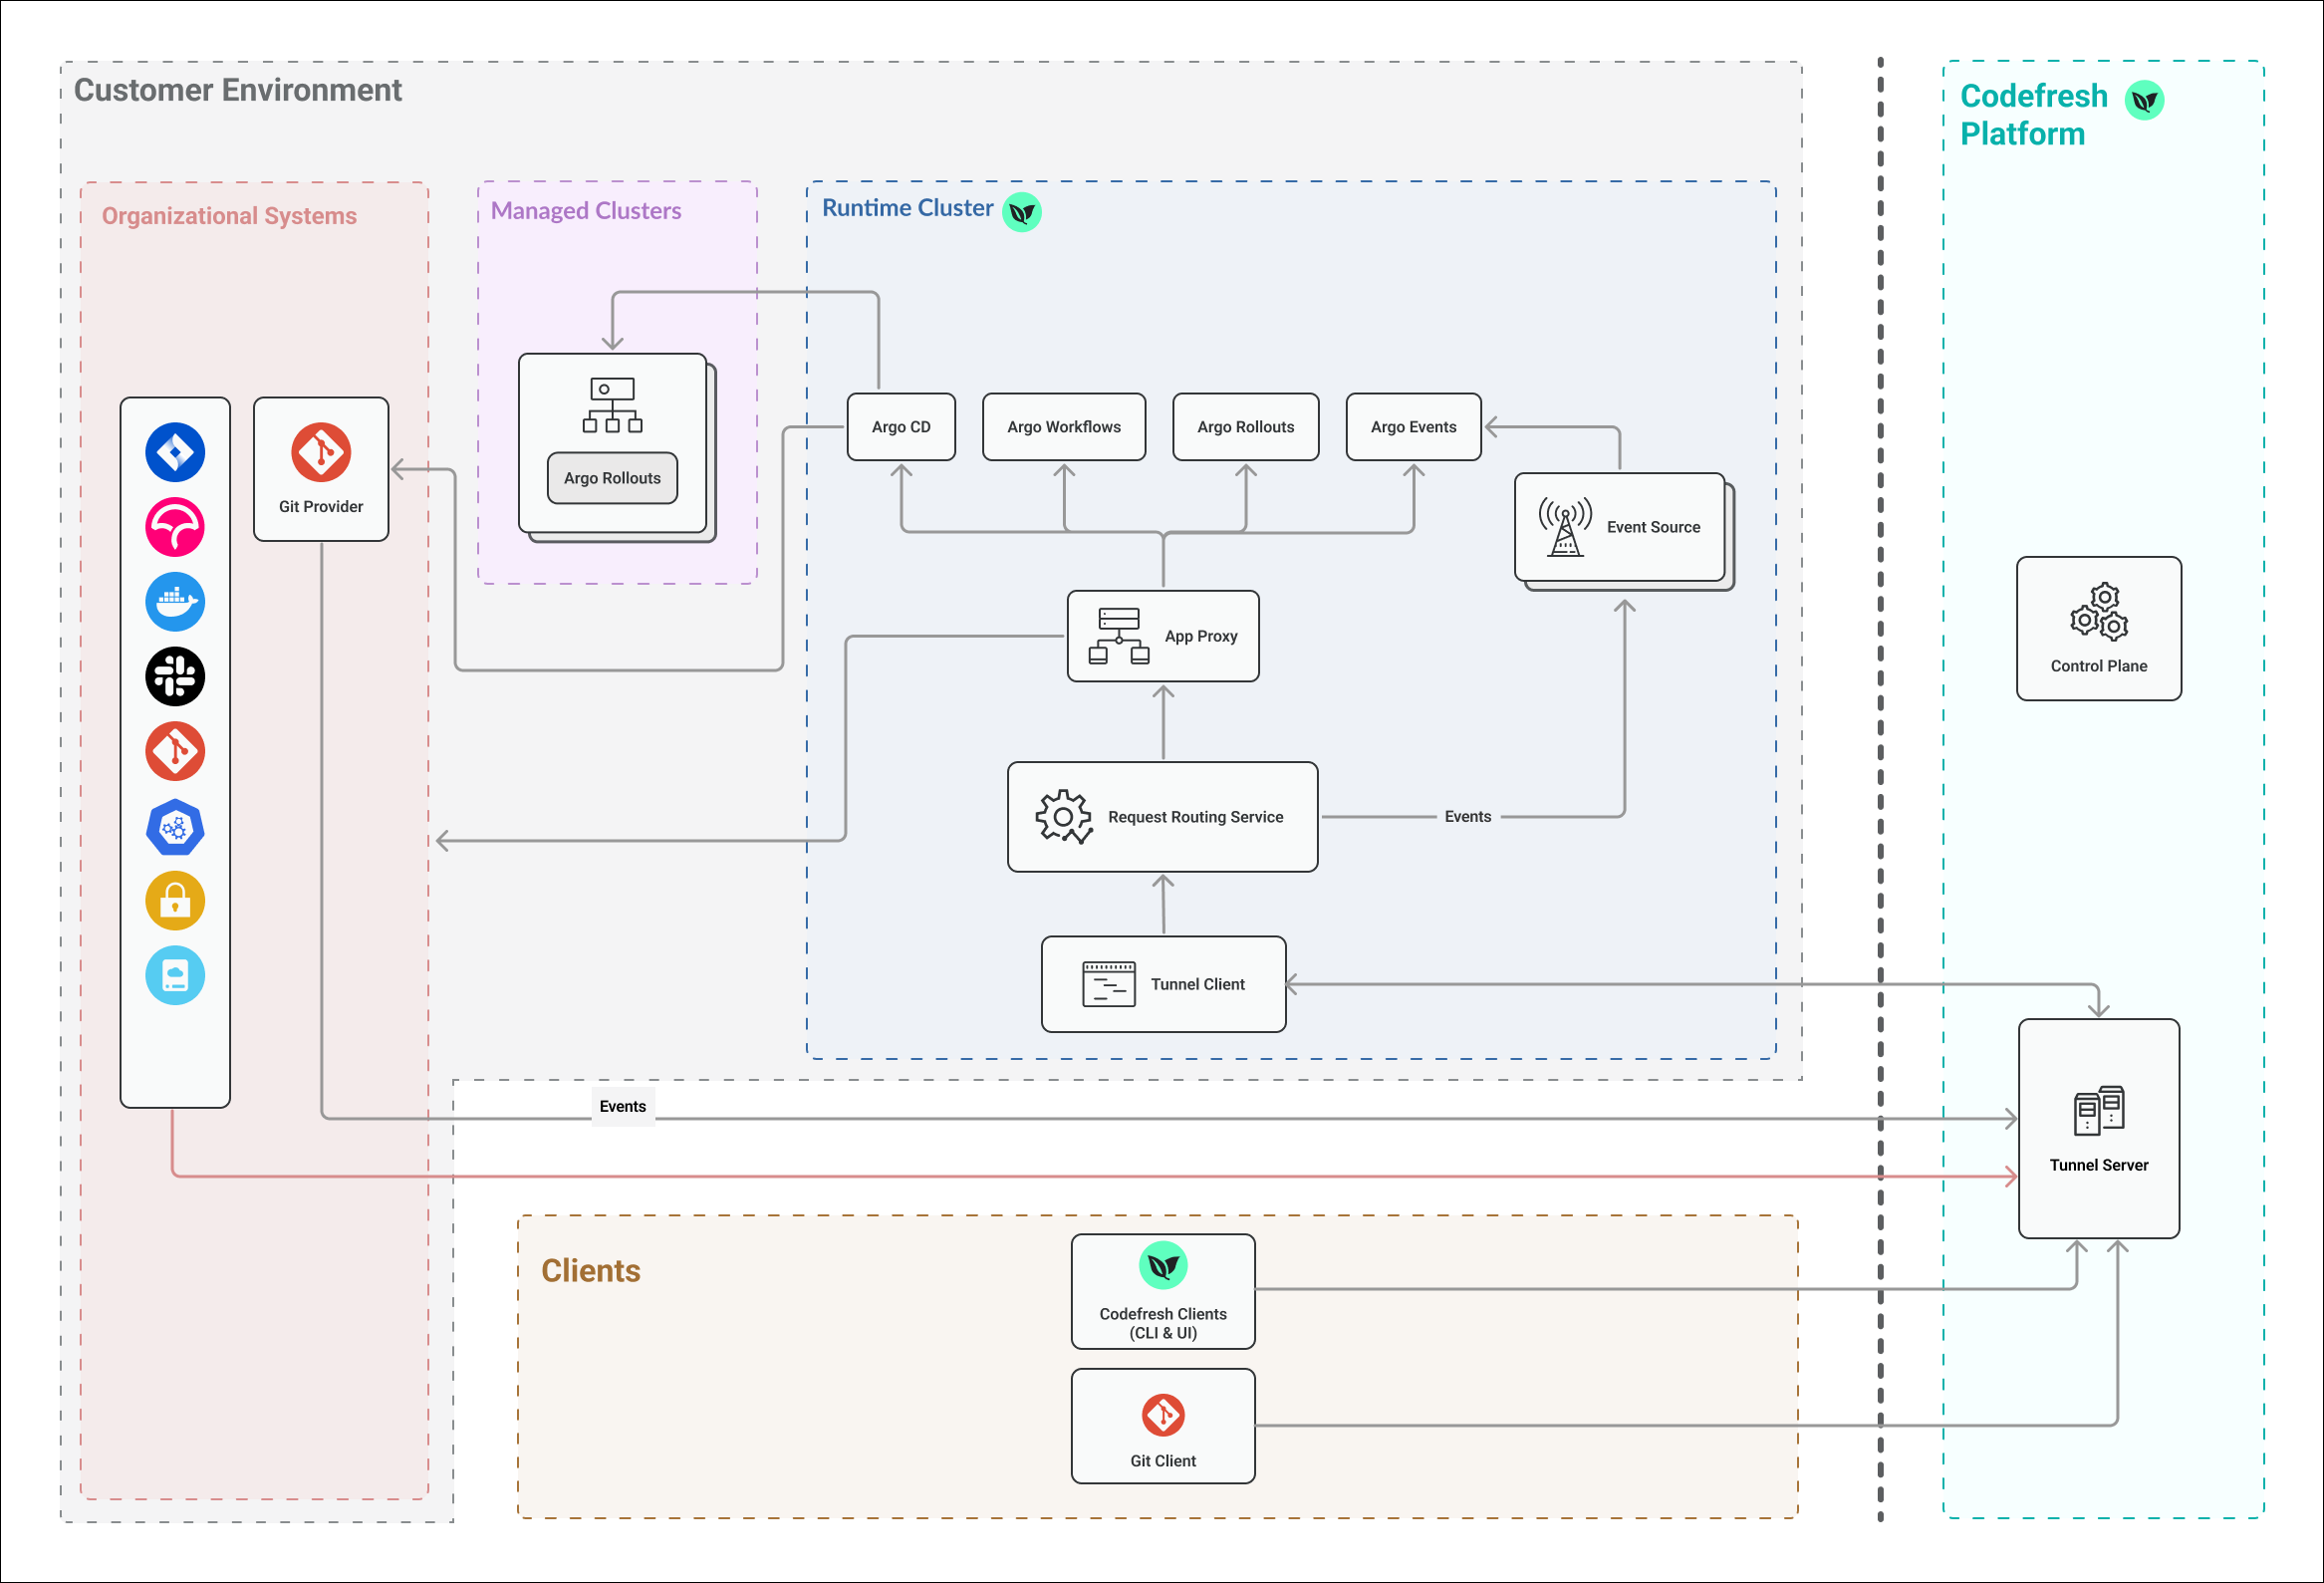 Customer Environment
Codefresh
Platform
Organizational Systems
Managed Clusters
Runtime Cluster
Argo CD
Argo Workflows
Argo Rollouts
Argo Events
Argo Rollouts
Git Provider
Event Source
App Proxy
Control Plane
Request Routing Service
Events
Tunnel Client
Events
Tunnel Server
Clients
Codefresh Clients
(CLI & UI)
Git Client